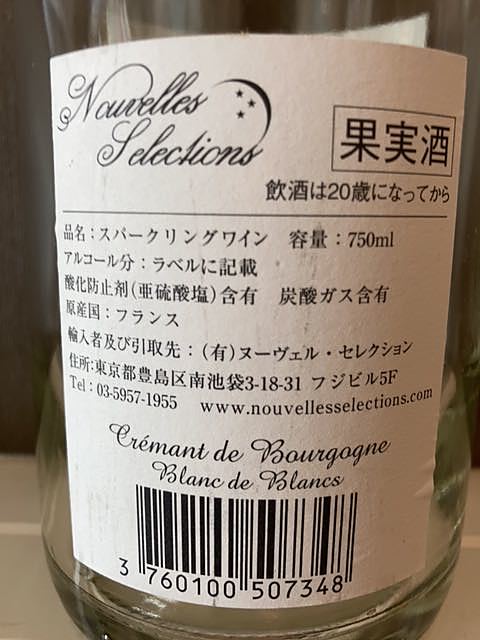 Nouvelles
Selections
果実酒
飲酒は20歳になってから
品名：スパークリングワイン　容量：750ml
アルコール分：ラベルに記載
酸化防止剤(亜硫酸塩)含有　炭酸ガス含有
原産国：フランス
輸入者及び引取先：(有)ヌーヴェル・セレクション
住所:東京都豊島区南池袋3-18-31 フジビル5F
Tel：03-5957-1955　www.nouvellesselections.com
Crémant de Bourgogne
Blanc de Blancs
3 760100 507348